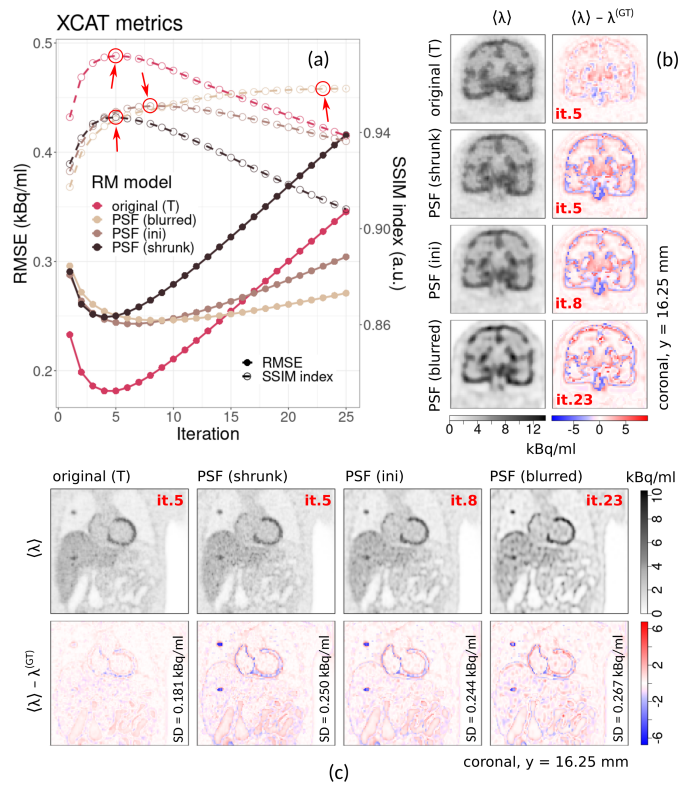 XCAT metrics
(a)
0.5
0.4
0.3
0.2
RMSE (kBq/ml)
0.94
0.90
0.86
SSIM index (a.u.)
RM model
original (T)
PSF (blurred)
PSF (ini)
PSF (shrunk)
RMSE
SSIM index
0 5 10 15 20 25
Iteration
⟨λ⟩ ⟨λ⟩ − λ(GT)
(b)
original (T)
it.5
PSF (shrunk)
it.5
PSF (ini)
it.8
PSF (blurred)
it.23
coronal, y = 16.25 mm
0 4 8 12 -5 0 5
kBq/ml
original (T) PSF (shrunk) PSF (ini) PSF (blurred) kBq/ml
it.5 it.5 it.8 it.23
⟨λ⟩
0 2 4 6 8 10
⟨λ⟩ − λ(GT)
SD = 0.181 kBq/ml
SD = 0.250 kBq/ml
SD = 0.244 kBq/ml
SD = 0.267 kBq/ml
-6 -2 2 6
coronal, y = 16.25 mm
(c)